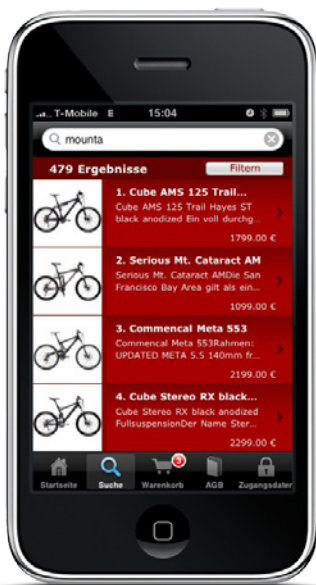 T-Mobile E 15:04
mounta
479 Ergebnisse Filtern
1. Cube AMS 125 Trail...
Cube AMS 125 Trail Hayes ST
black anodized Ein voll durchg...
1799.00 €
2. Serious Mt. Cataract AM
Serious Mt. Cataract AMDie San
Francisco Bay Area gilt als ein...
1099.00 €
3. Commencal Meta 553
Commencal Meta 553Rahmen:
UPDATED META 5.5 140mm fr...
2199.00 €
4. Cube Stereo RX black...
Cube Stereo RX black anodized
FullsuspensionDer Name Ster...
2299.00 €
3
Startseite Suche Warenkorb AGB Zugangsdaten